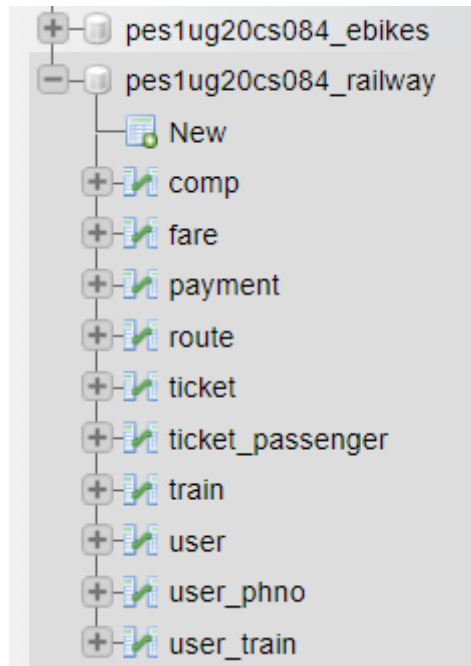 pes1ug20cs084_ebikes
pes1ug20cs084_railway
New
comp
fare
payment
route
ticket
ticket_passenger
train
user
user_phno
user_train